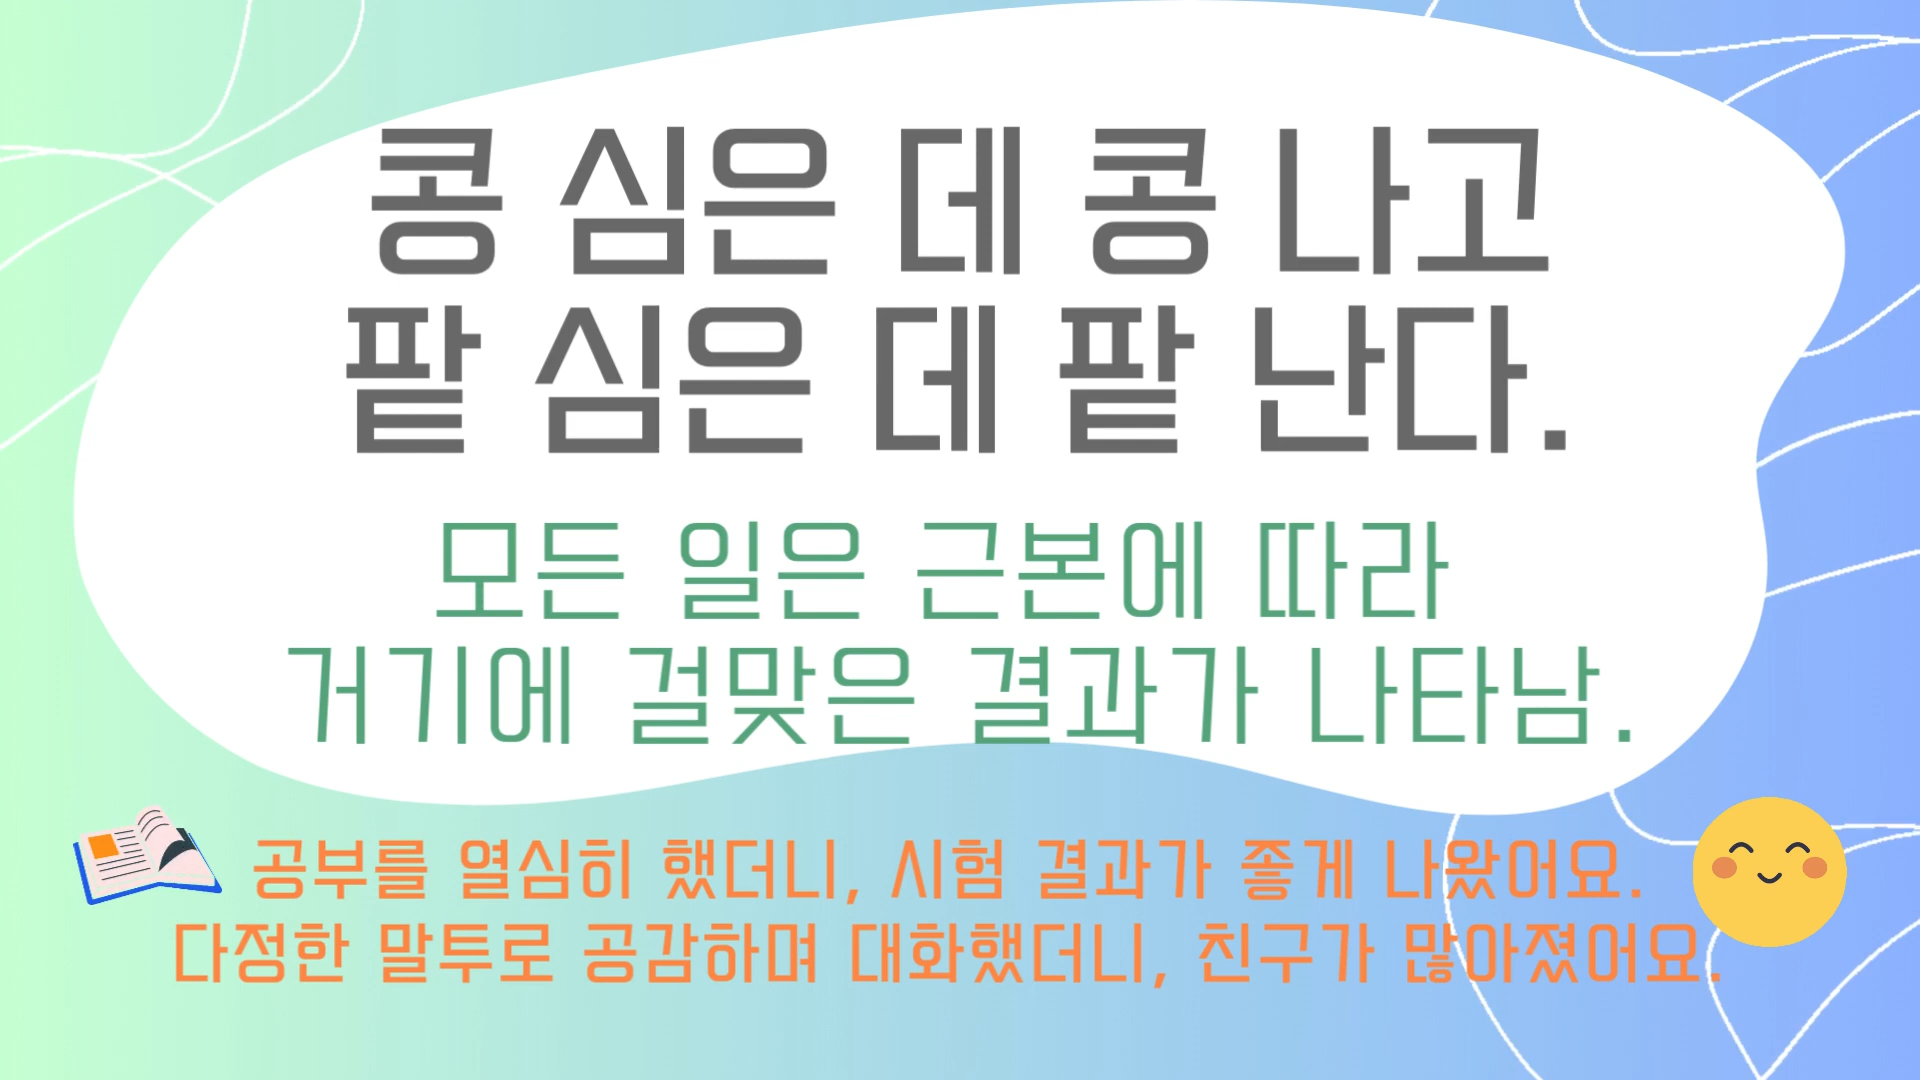 콩 심은 데 콩 나고
팥 심은 데 팥 난다.
모든 일은 근본에 따라
거기에 걸맞은 결과가 나타남.
공부를 열심히 했더니, 시험 결과가 좋게 나왔어요.
다정한 말투로 공감하며 대화했더니, 친구가 많아졌어요.